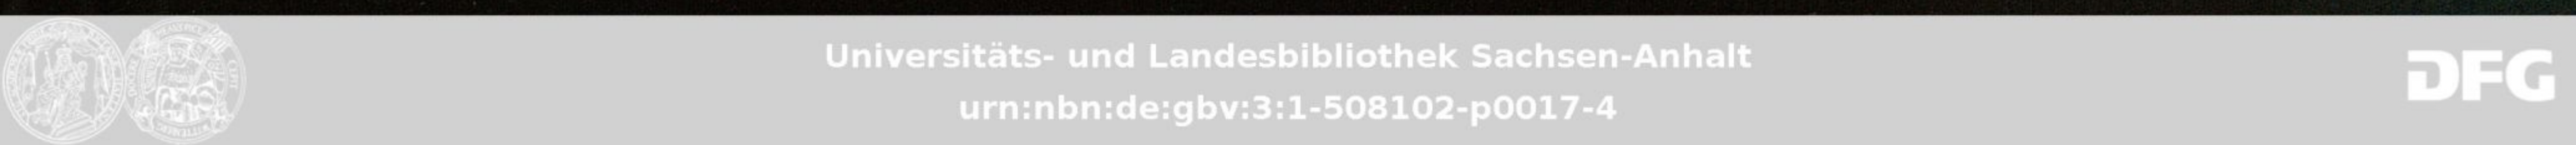 Universitäts- und Landesbibliothek Sachsen-Anhalt
urn:nbn:de:gbv:3:1-508102-p0017-4
DFG